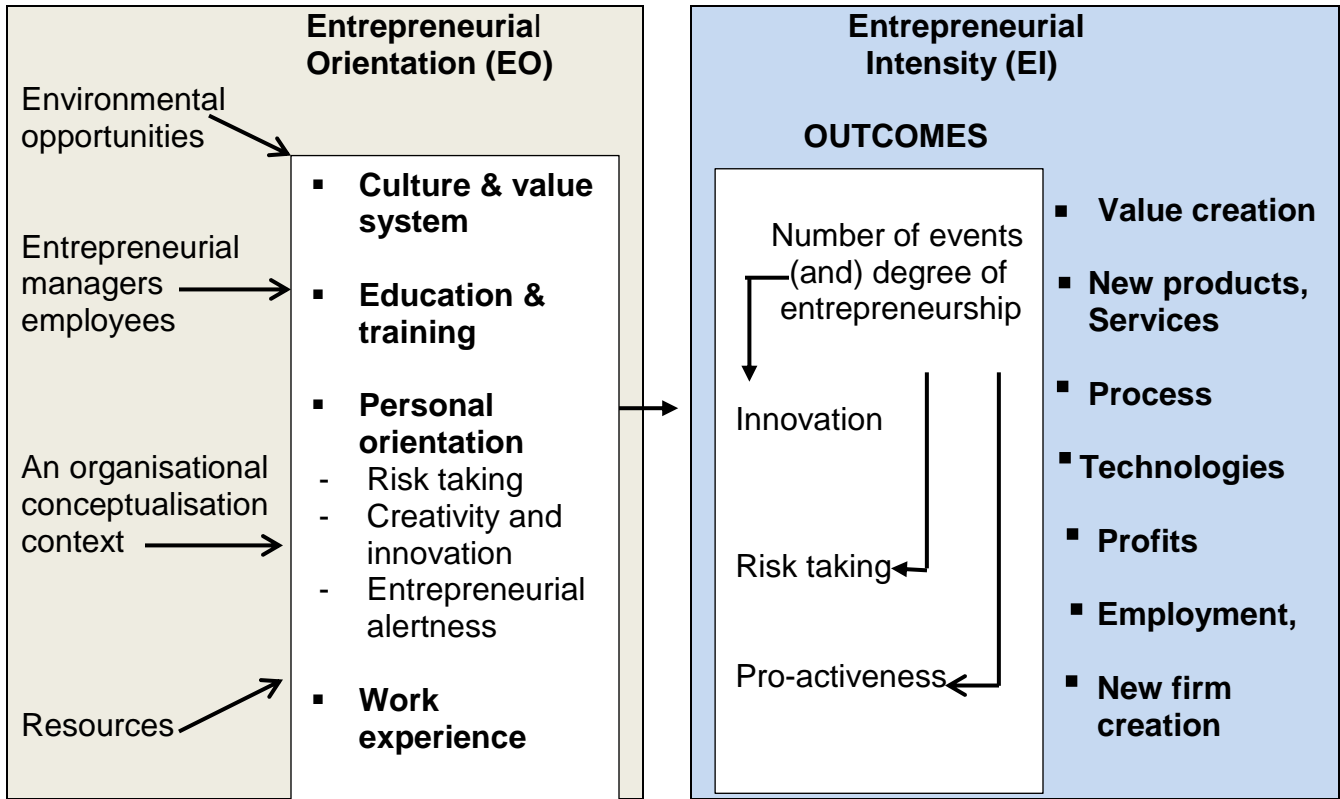 Entrepreneurial
Orientation (EO)
Environmental
opportunities
Entrepreneurial
managers
employees
An organisational
conceptualisation
context
Resources
▪ Culture & value
system
▪ Education &
training
▪ Personal
orientation
- Risk taking
- Creativity and
innovation
- Entrepreneurial
alertness
▪ Work
experience
Entrepreneurial
Intensity (EI)
OUTCOMES
Number of events
(and) degree of
entrepreneurship
Innovation
Risk taking
Pro-activeness
▪ Value creation
▪ New products,
Services
▪ Process
▪ Technologies
▪ Profits
▪ Employment,
▪ New firm
creation